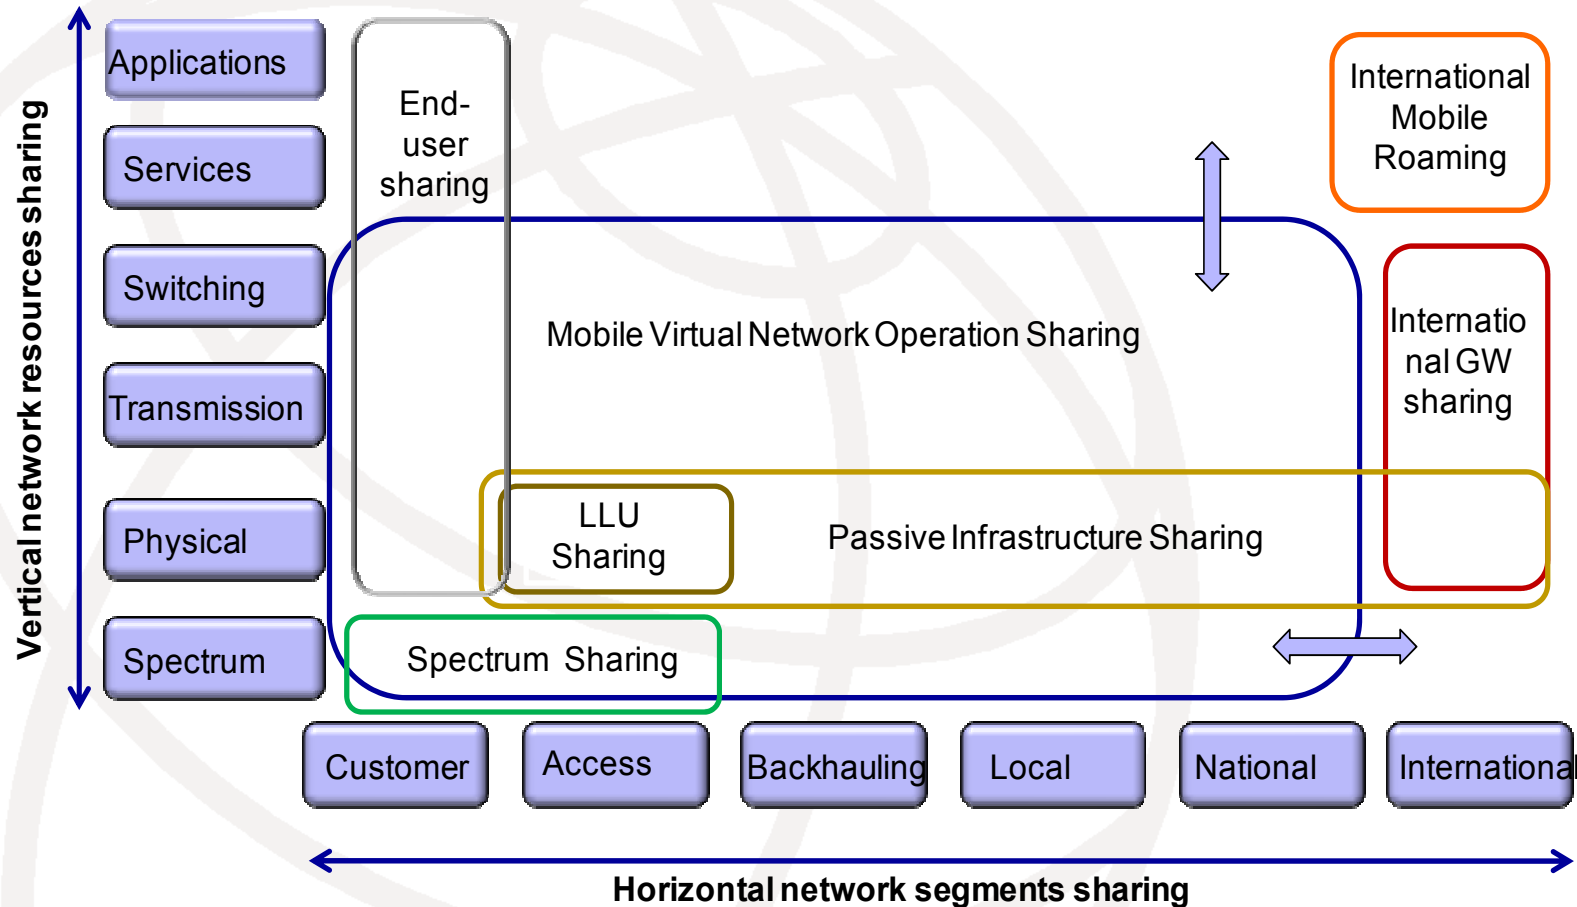 Vertical network resources sharing
Applications
Services
Switching
Transmission
Physical
Spectrum
End-
user
sharing
International
Mobile
Roaming
Mobile Virtual Network Operation Sharing
Internatio
nal GW
sharing
LLU
Sharing
Passive Infrastructure Sharing
Spectrum Sharing
Customer
Access
Backhauling
Local
National
International
Horizontal network segments sharing